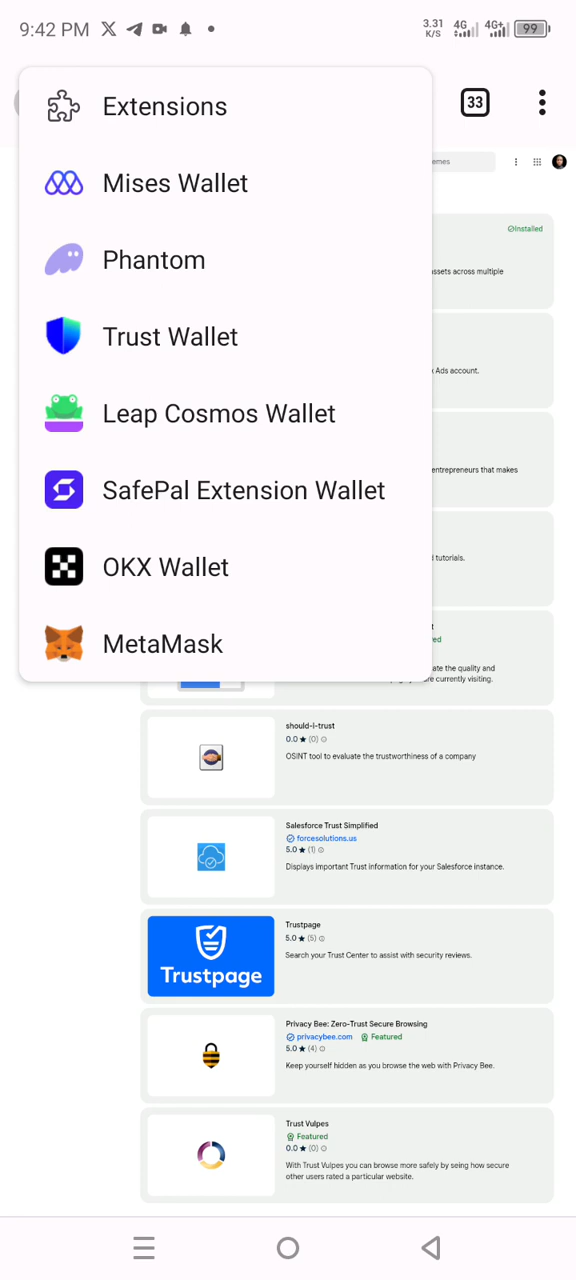 9:42 PM
3.31
K/S
4G
4G+
99
Extensions
33
Mises Wallet
emes
Phantom
Installed
assets across multiple
Trust Wallet
Ads account.
Leap Cosmos Wallet
entrepreneurs that makes
SafePal Extension Wallet
d tutorials.
OKX Wallet
MetaMask
ate the quality and
are currently visiting.
should-i-trust
0.0 ★ (0)
OSINT tool to evaluate the trustworthiness of a company
Salesforce Trust Simplified
forcesolutions.us
5.0 ★ (1)
Displays important Trust information for your Salesforce instance.
Trustpage
Trustpage
5.0 ★ (5)
Search your Trust Center to assist with security reviews.
Privacy Bee: Zero-Trust Secure Browsing
privacybee.com Featured
5.0 ★ (4)
Keep yourself hidden as you browse the web with Privacy Bee.
Trust Vulpes
Featured
0.0 ★ (0)
With Trust Vulpes you can browse more safely by seing how secure
other users rated a particular website.